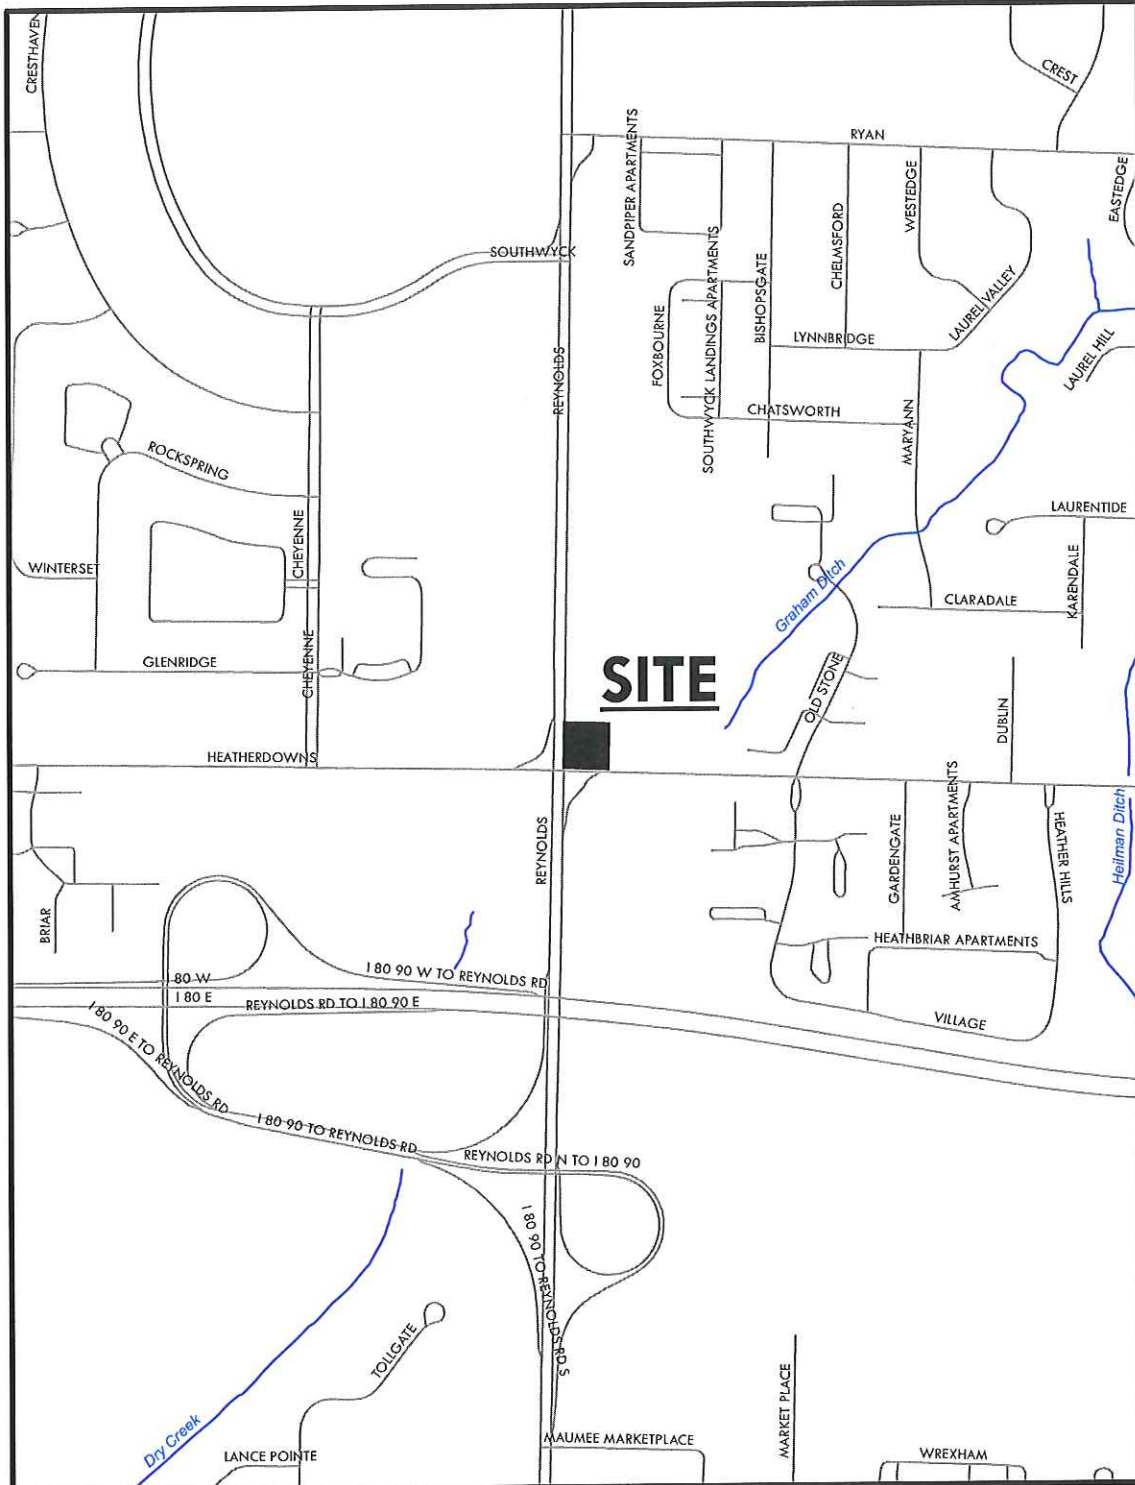 CRESTHAVEN
CREST
RYAN
SANDPIPER APARTMENTS
WESTEDGE
EASTEDGE
CHELMSFORD
SOUTHWYCK
SOUTHWYCK LANDINGS APARTMENTS
BISHOPSGATE
LAUREL VALLEY
FOXBOURNE
LYNNBRIDGE
LAUREL HILL
REYNOLDS
CHATSWORTH
MARYANN
ROCKSPRING
LAURENTIDE
CHEYENNE
KARENDALE
WINTERSET
Graham Ditch
CLARADALE
CHEYENNE
GLENRIDGE
SITE
OLD STONE
DUBLIN
HEATHERDOWNS
AMHURST APARTMENTS
Heilman Ditch
REYNOLDS
GARDENGATE
HEATHER HILLS
BRIAR
HEATHBRIAR APARTMENTS
80 W
I 80 90 W TO REYNOLDS RD
I 80 E
REYNOLDS RD TO I 80 90 E
I 80 90 E TO REYNOLDS RD
VILLAGE
I 80 90 TO REYNOLDS RD
REYNOLDS RD N TO I 80 90
I 80 90 TO REYNOLDS RD S
TOLLGATE
MARKET PLACE
Dry Creek
MAUMEE MARKETPLACE
LANCE POINTE
WREXHAM